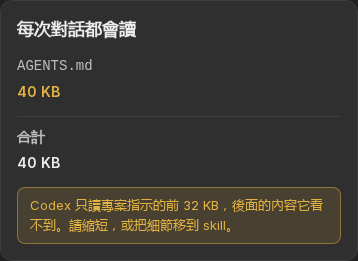 每次對話都會讀
AGENTS.md
40 KB
合計
40 KB
Codex 只讀專案指示的前 32 KB，後面的內容它看
不到。請縮短，或把細節移到 skill。